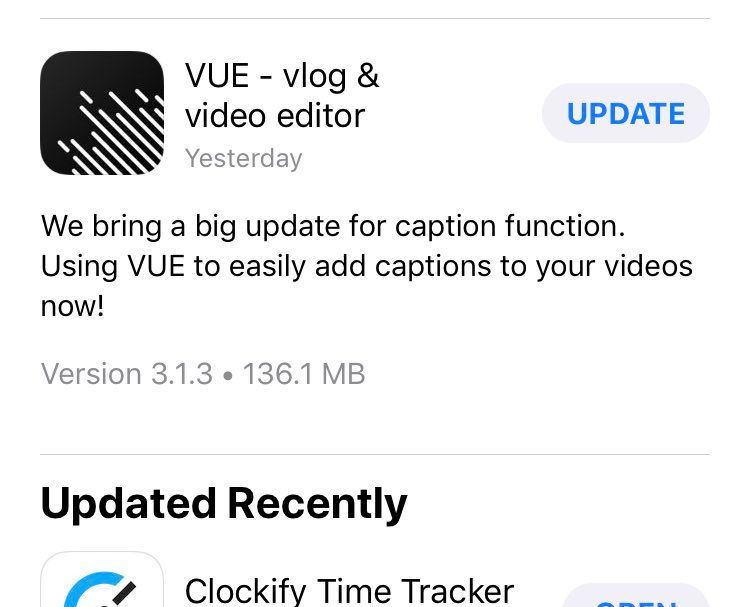 VUE - vlog &
video editor
UPDATE
Yesterday
We bring a big update for caption function.
Using VUE to easily add captions to your videos
now!
Version 3.1.3 • 136.1 MB
Updated Recently
Clockify Time Tracker
OPEN